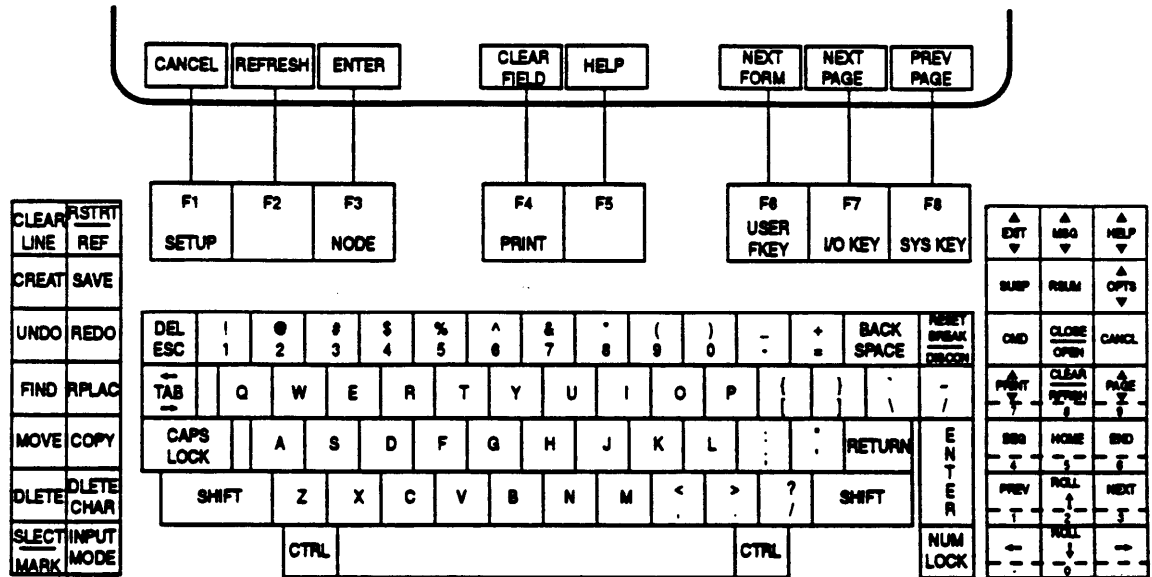 CANCEL REFRESH ENTER CLEAR FIELD HELP NEXT FORM NEXT PAGE PREV PAGE
F1 SETUP F2 F3 NODE F4 PRINT F5 F6 USER FKEY F7 I/O KEY F8 SYS KEY
CLEAR LINE RSTRT REF
CREAT SAVE
UNDO REDO
FIND RPLAC
MOVE COPY
DLETE DLETE CHAR
SLECT MARK INPUT MODE
DEL ESC ! 1 @ 2 # 3 $ 4 % 5 ^ 6 & 7 * 8 ( 9 ) 0 _ - + = BACK SPACE RESET BREAK DISCON
← TAB → Q W E R T Y U I O P { [ } ] ` \ ~ /
CAPS LOCK A S D F G H J K L : ; " ' RETURN ENTER
SHIFT Z X C V B N M < , > . ? / SHIFT
CTRL CTRL NUM LOCK
▲ EXIT ▼ ▲ MSG ▼ ▲ HELP ▼
SUSP RSUM ▲ OPTS ▼
CMD CLOSE OPEN CANCL
▲ PRINT ▼ 7 CLEAR RFRSH 8 ▲ PAGE ▼ 9
4 HOME 5 END 6
PREV 1 ROLL ↑ 2 NEXT 3
← . ROLL ↓ 0 →